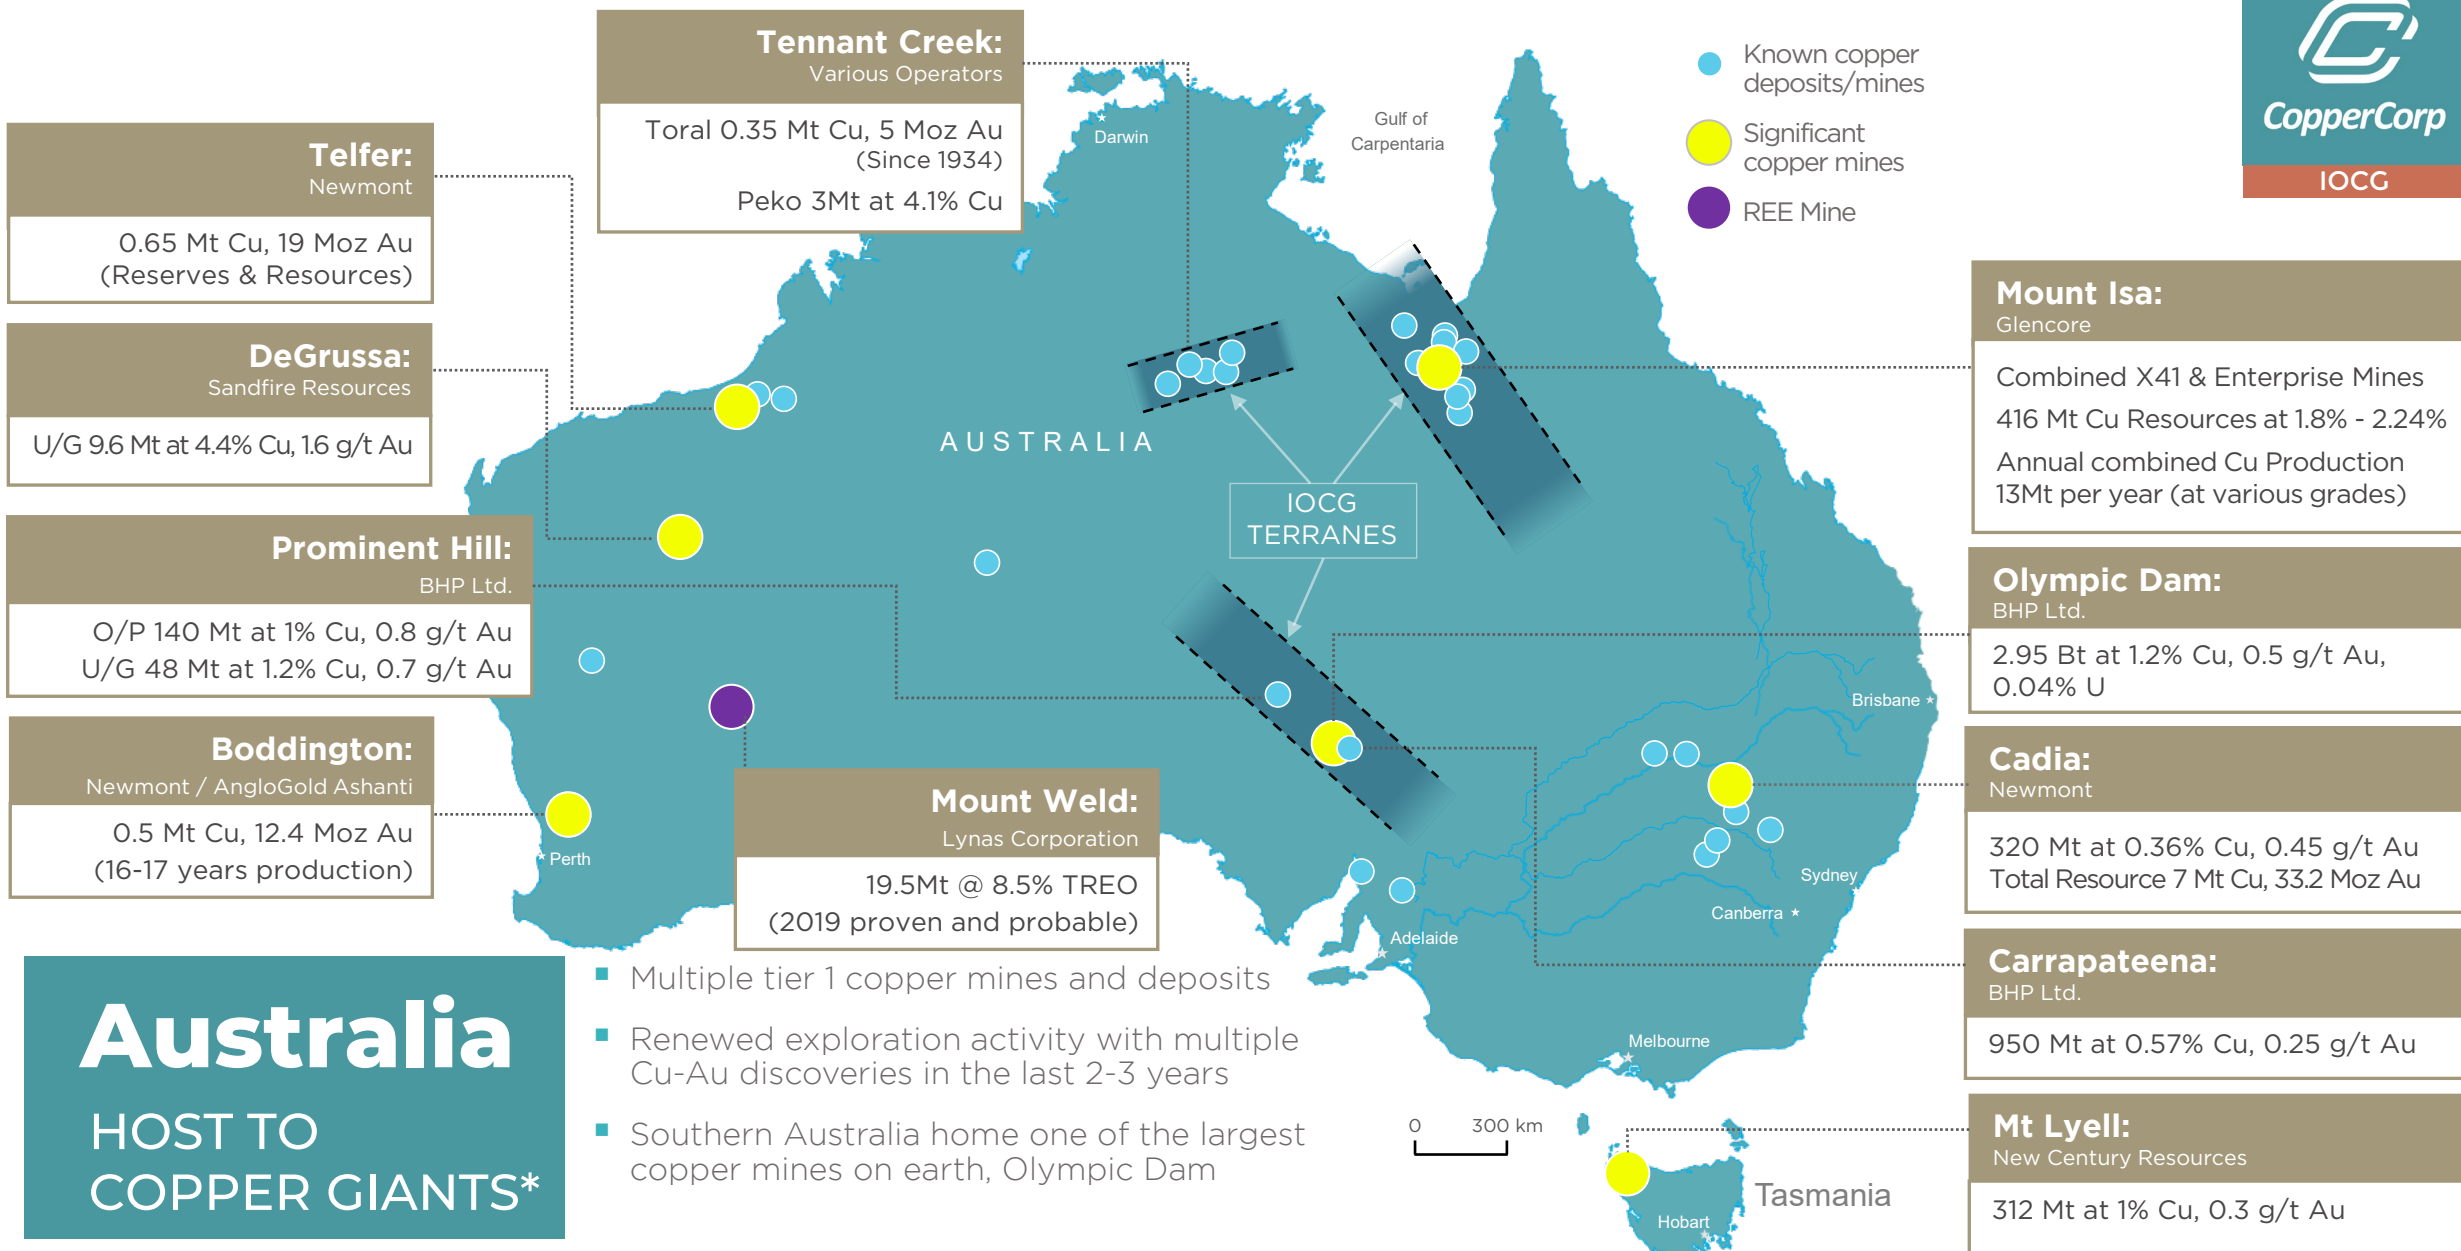 Tennant Creek:
Various Operators
Toral 0.35 Mt Cu, 5 Moz Au
(Since 1934)
Peko 3Mt at 4.1% Cu
Telfer:
Newmont
0.65 Mt Cu, 19 Moz Au
(Reserves & Resources)
DeGrussa:
Sandfire Resources
U/G 9.6 Mt at 4.4% Cu, 1.6 g/t Au
Prominent Hill:
BHP Ltd.
O/P 140 Mt at 1% Cu, 0.8 g/t Au
U/G 48 Mt at 1.2% Cu, 0.7 g/t Au
Boddington:
Newmont / AngloGold Ashanti
0.5 Mt Cu, 12.4 Moz Au
(16-17 years production)
Mount Weld:
Lynas Corporation
19.5Mt @ 8.5% TREO
(2019 proven and probable)
Darwin
Gulf of
Carpentaria
AUSTRALIA
IOCG
TERRANES
Perth
Adelaide
Brisbane
Sydney
Canberra
Melbourne
Hobart
Tasmania
0 300 km
Known copper
deposits/mines
Significant
copper mines
REE Mine
CopperCorp
IOCG
Mount Isa:
Glencore
Combined X41 & Enterprise Mines
416 Mt Cu Resources at 1.8% - 2.24%
Annual combined Cu Production
13Mt per year (at various grades)
Olympic Dam:
BHP Ltd.
2.95 Bt at 1.2% Cu, 0.5 g/t Au,
0.04% U
Cadia:
Newmont
320 Mt at 0.36% Cu, 0.45 g/t Au
Total Resource 7 Mt Cu, 33.2 Moz Au
Carrapateena:
BHP Ltd.
950 Mt at 0.57% Cu, 0.25 g/t Au
Mt Lyell:
New Century Resources
312 Mt at 1% Cu, 0.3 g/t Au
Australia
HOST TO
COPPER GIANTS*
▪ Multiple tier 1 copper mines and deposits
▪ Renewed exploration activity with multiple
Cu-Au discoveries in the last 2-3 years
▪ Southern Australia home one of the largest
copper mines on earth, Olympic Dam